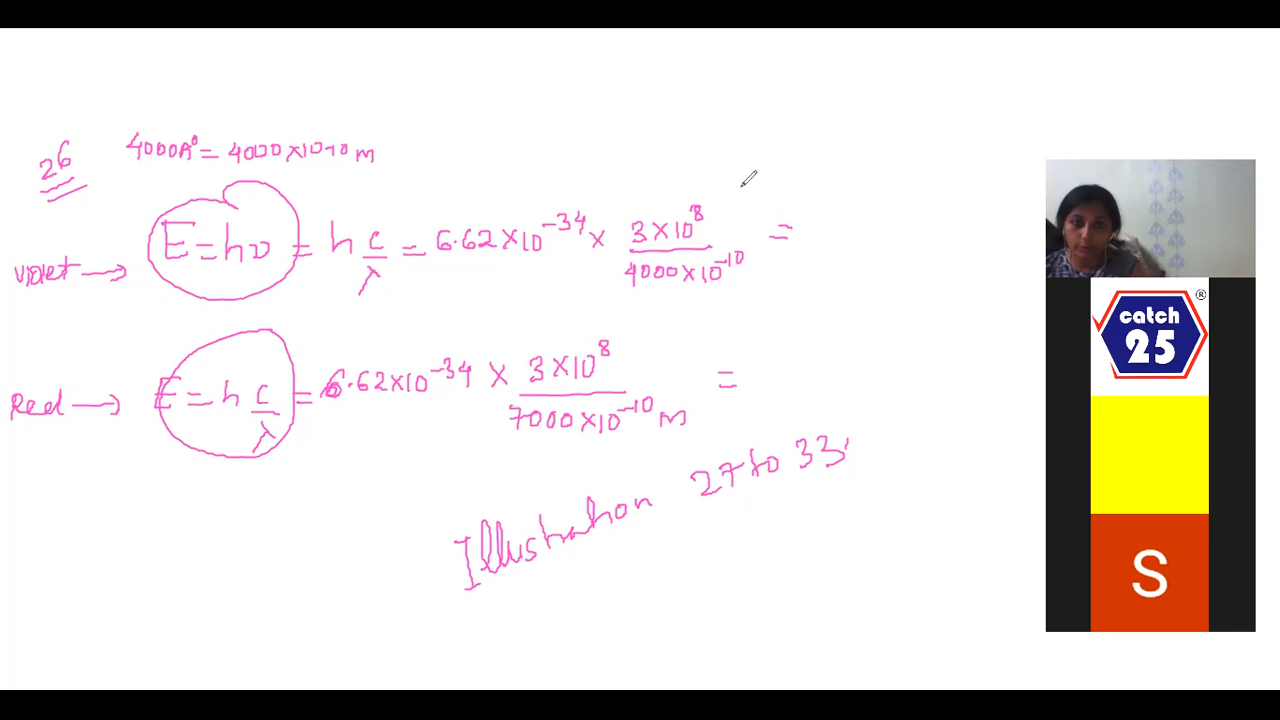 26
4000A° = 4000 × 10-10 m
violet → E = hν = h c/λ = 6.62 × 10⁻³⁴ × 3 × 10⁸ / 4000 × 10⁻¹⁰ =
Red → E = h c/λ = 6.62 × 10⁻³⁴ × 3 × 10⁸ / 7000 × 10⁻¹⁰ m =
Illustration 27 to 33
catch
25
®
S